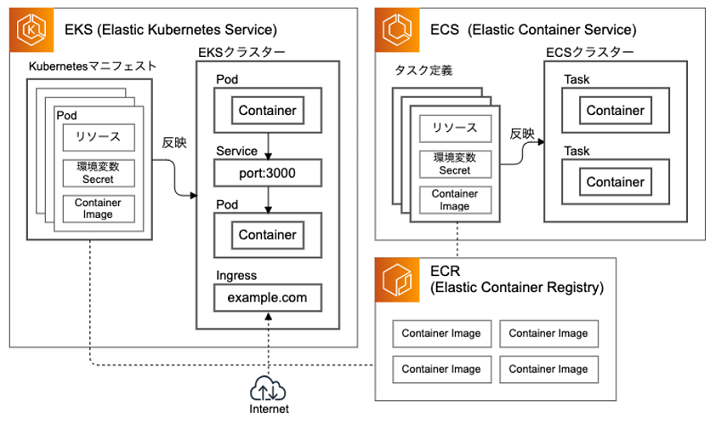 EKS (Elastic Kubernetes Service)
Kubernetesマニフェスト
Pod
リソース
環境変数
Secret
Container
Image
反映
EKSクラスター
Pod
Container
Service
port:3000
Pod
Container
Ingress
example.com
Internet
ECS (Elastic Container Service)
タスク定義
リソース
環境変数
Secret
Container
Image
反映
ECSクラスター
Task
Container
Task
Container
ECR
(Elastic Container Registry)
Container Image
Container Image
Container Image
Container Image